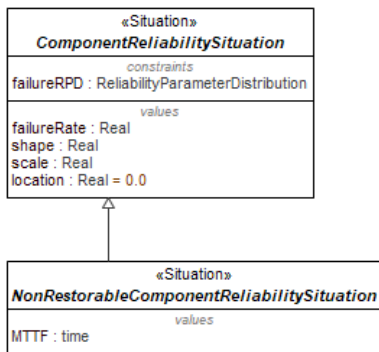 «Situation»
ComponentReliabilitySituation
constraints
failureRPD : ReliabilityParameterDistribution
values
failureRate : Real
shape : Real
scale : Real
location : Real = 0.0
«Situation»
NonRestorableComponentReliabilitySituation
values
MTTF : time